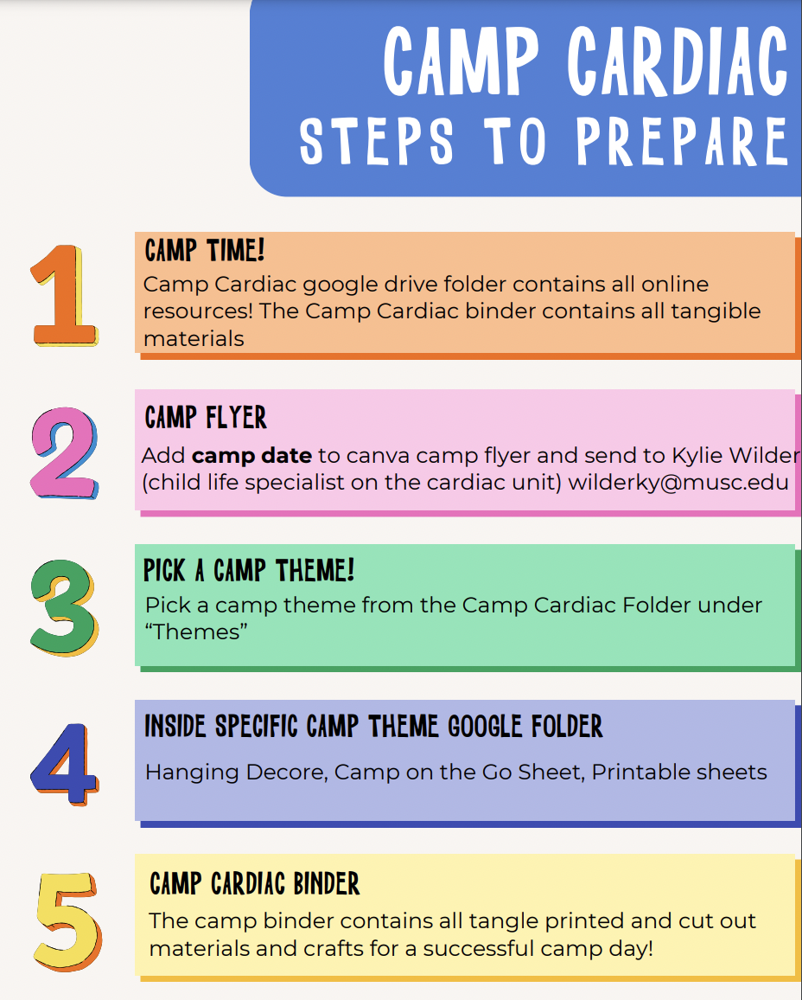 CAMP CARDIAC
STEPS TO PREPARE
1
CAMP TIME!
Camp Cardiac google drive folder contains all online
resources! The Camp Cardiac binder contains all tangible
materials
2
CAMP FLYER
Add camp date to canva camp flyer and send to Kylie Wilder
(child life specialist on the cardiac unit) wilderky@musc.edu
3
PICK A CAMP THEME!
Pick a camp theme from the Camp Cardiac Folder under
“Themes”
4
INSIDE SPECIFIC CAMP THEME GOOGLE FOLDER
Hanging Decore, Camp on the Go Sheet, Printable sheets
5
CAMP CARDIAC BINDER
The camp binder contains all tangle printed and cut out
materials and crafts for a successful camp day!